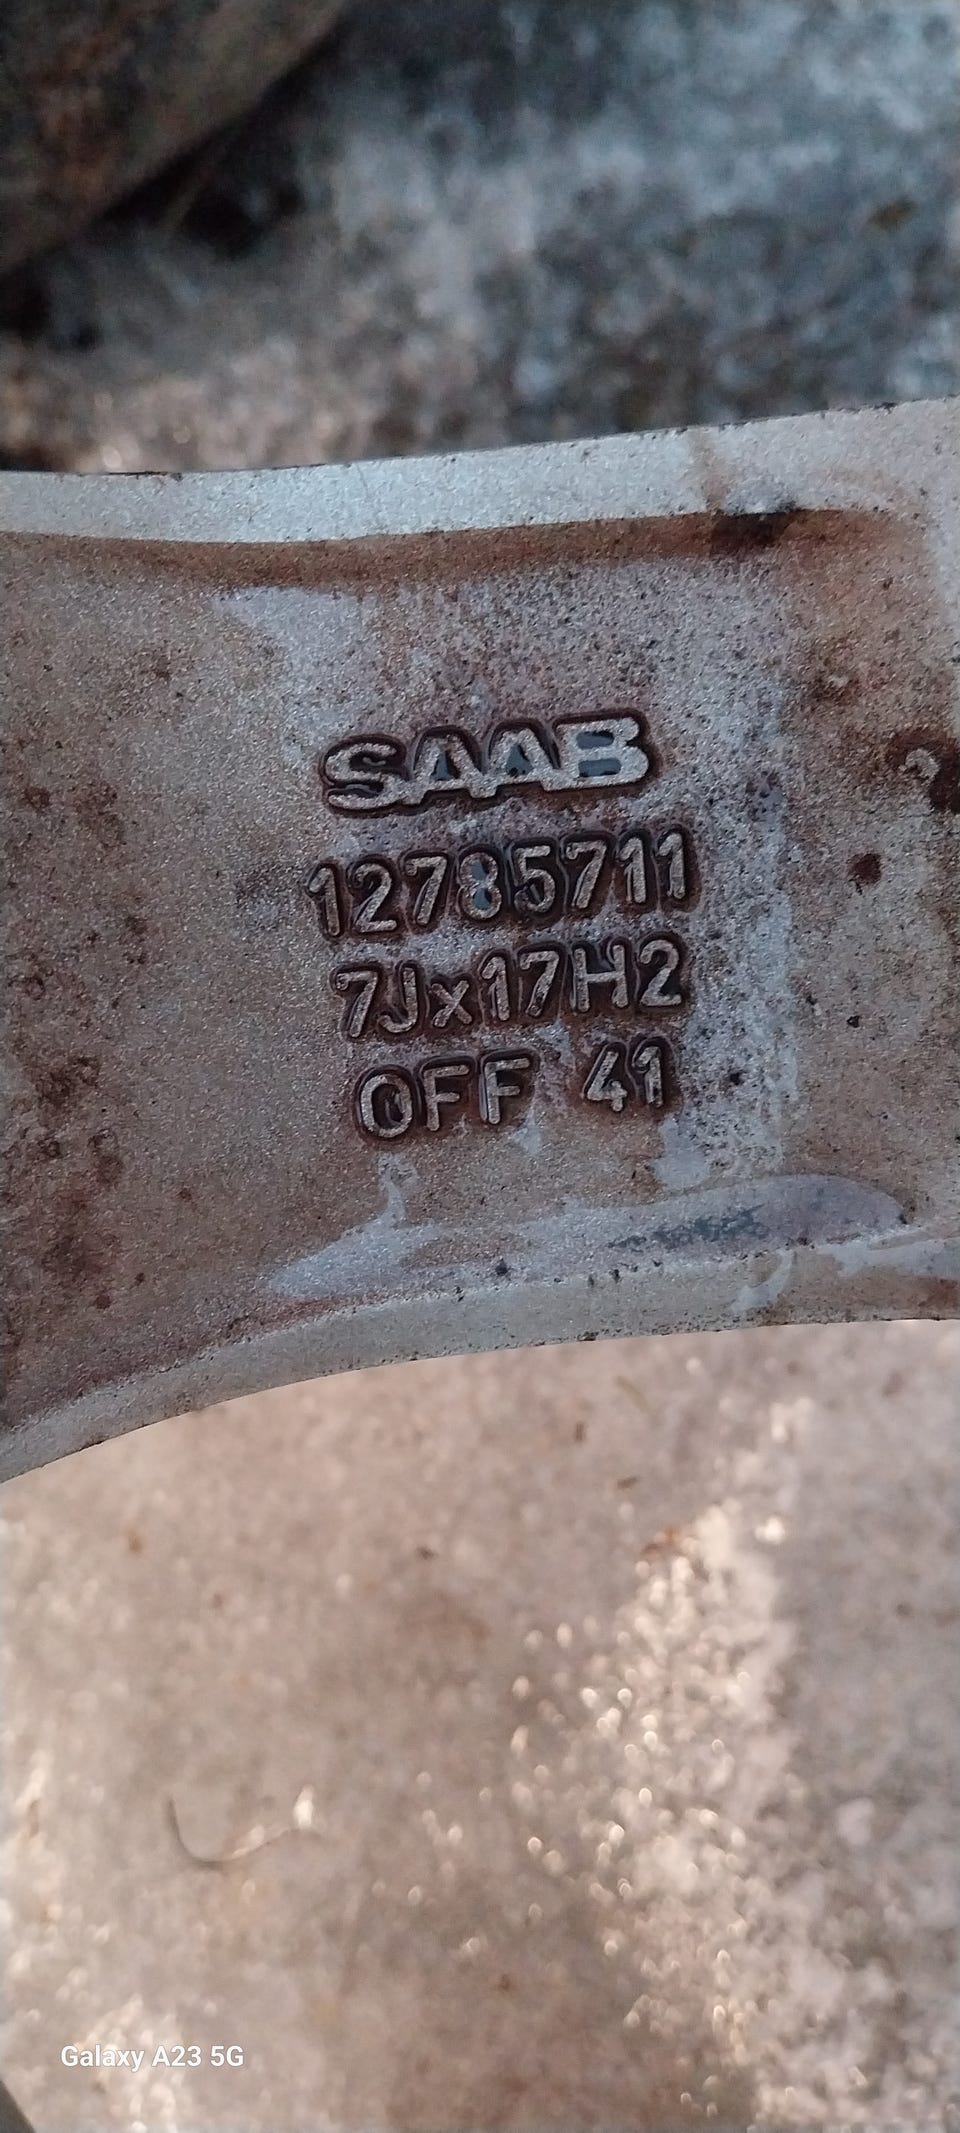 SAAB
12785711
7Jx17H2
OFF 41
Galaxy A23 5G